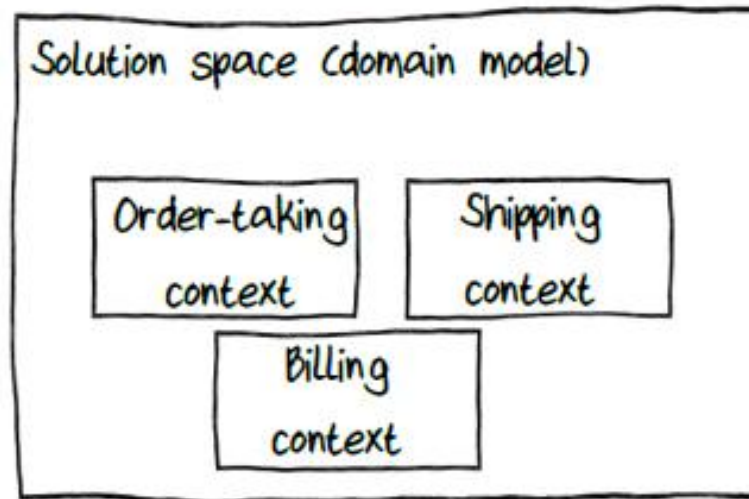 Solution space (domain model)
Order-taking
context
Shipping
context
Billing
context